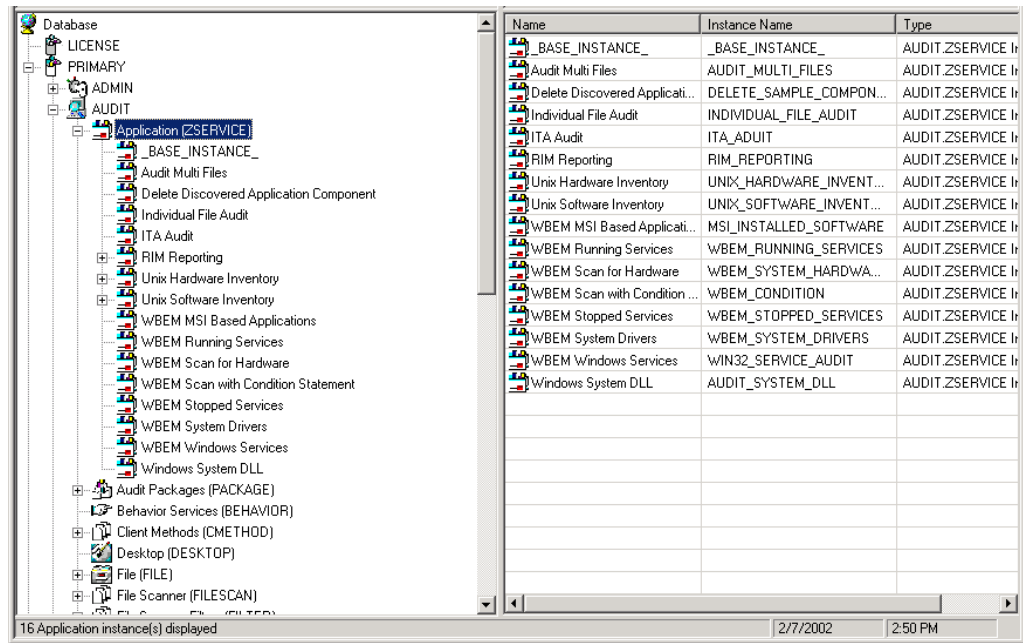 Database
LICENSE
PRIMARY
ADMIN
AUDIT
Application (ZSERVICE)
_BASE_INSTANCE_
Audit Multi Files
Delete Discovered Application Component
Individual File Audit
ITA Audit
RIM Reporting
Unix Hardware Inventory
Unix Software Inventory
WBEM MSI Based Applications
WBEM Running Services
WBEM Scan for Hardware
WBEM Scan with Condition Statement
WBEM Stopped Services
WBEM System Drivers
WBEM Windows Services
Windows System DLL
Audit Packages (PACKAGE)
Behavior Services (BEHAVIOR)
Client Methods (CMETHOD)
Desktop (DESKTOP)
File (FILE)
File Scanner (FILESCAN)
Name Instance Name Type
_BASE_INSTANCE_ _BASE_INSTANCE_ AUDIT.ZSERVICE In
Audit Multi Files AUDIT_MULTI_FILES AUDIT.ZSERVICE In
Delete Discovered Applicati... DELETE_SAMPLE_COMPON... AUDIT.ZSERVICE In
Individual File Audit INDIVIDUAL_FILE_AUDIT AUDIT.ZSERVICE In
ITA Audit ITA_ADUIT AUDIT.ZSERVICE In
RIM Reporting RIM_REPORTING AUDIT.ZSERVICE In
Unix Hardware Inventory UNIX_HARDWARE_INVENT... AUDIT.ZSERVICE In
Unix Software Inventory UNIX_SOFTWARE_INVENT... AUDIT.ZSERVICE In
WBEM MSI Based Applicati... MSI_INSTALLED_SOFTWARE AUDIT.ZSERVICE In
WBEM Running Services WBEM_RUNNING_SERVICES AUDIT.ZSERVICE In
WBEM Scan for Hardware WBEM_SYSTEM_HARDWA... AUDIT.ZSERVICE In
WBEM Scan with Condition ... WBEM_CONDITION AUDIT.ZSERVICE In
WBEM Stopped Services WBEM_STOPPED_SERVICES AUDIT.ZSERVICE In
WBEM System Drivers WBEM_SYSTEM_DRIVERS AUDIT.ZSERVICE In
WBEM Windows Services WIN32_SERVICE_AUDIT AUDIT.ZSERVICE In
Windows System DLL AUDIT_SYSTEM_DLL AUDIT.ZSERVICE In
16 Application instance(s) displayed 2/7/2002 2:50 PM